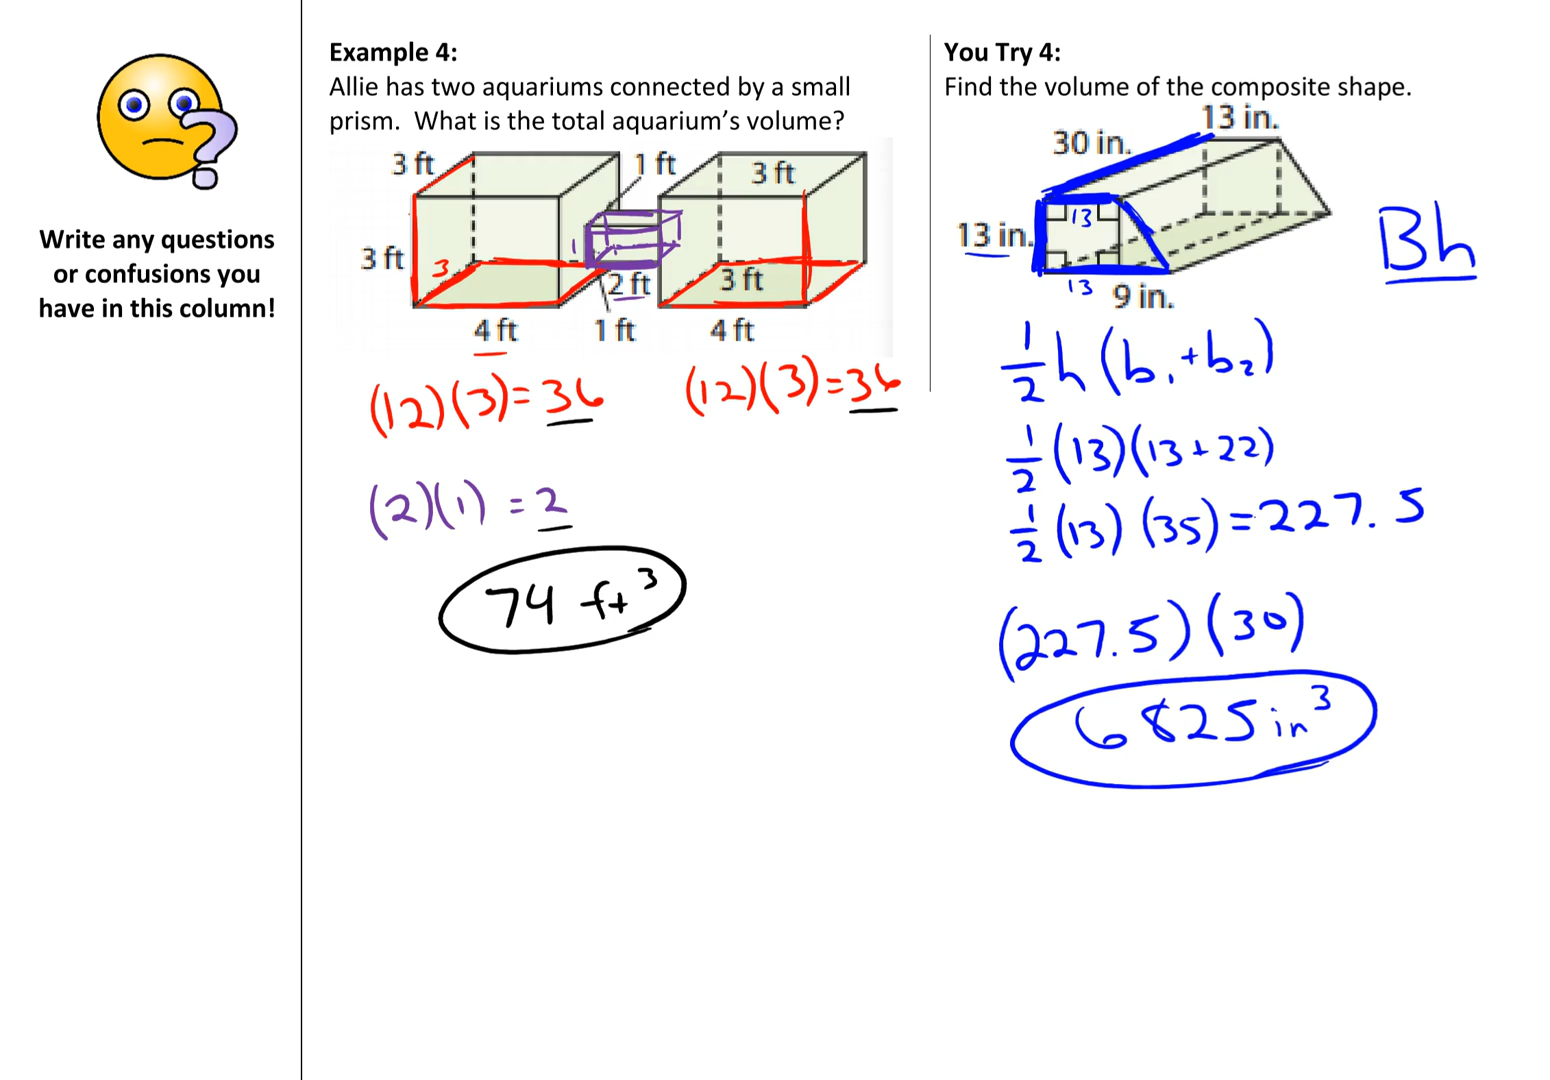 Write any questions
or confusions you
have in this column!
Example 4:
Allie has two aquariums connected by a small
prism.  What is the total aquarium’s volume?
3 ft
1 ft
3 ft
3 ft
3
1
2 ft
3 ft
4 ft
1 ft
4 ft
(12)(3)=36
(12)(3)=36
(2)(1) = 2
74 ft³
You Try 4:
Find the volume of the composite shape.
13 in.
30 in.
13
13 in.
13
9 in.
Bh
1/2 h (b₁+b₂)
1/2 (13)(13+22)
1/2 (13) (35)=227.5
(227.5)(30)
6825 in³